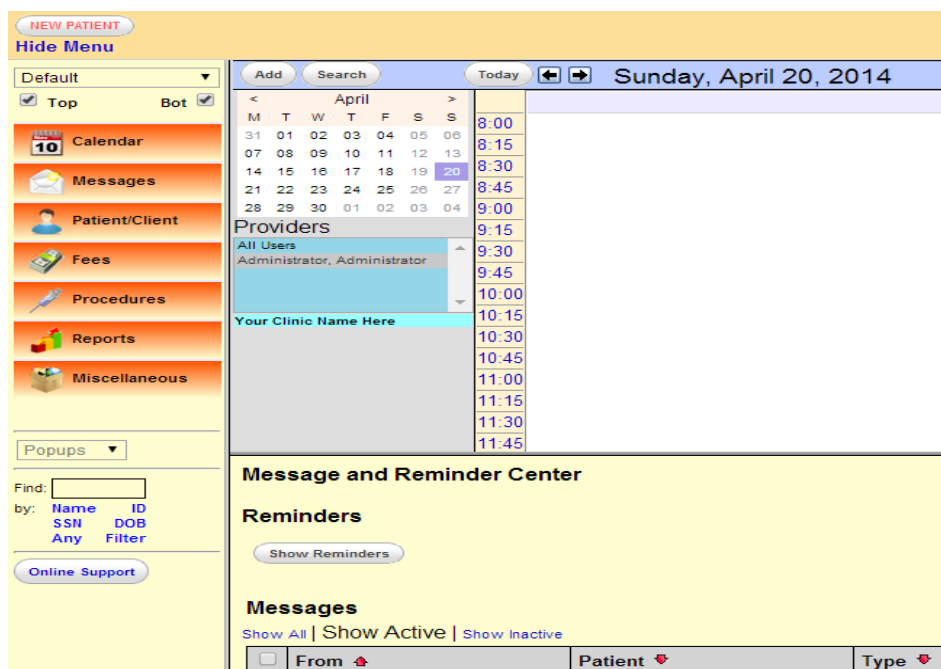 NEW PATIENT
Hide Menu
Default
Top Bot
10 Calendar
Messages
Patient/Client
Fees
Procedures
Reports
Miscellaneous
Popups
Find:
by: Name ID
SSN DOB
Any Filter
Online Support
Add Search
< April >
M T W T F S S
31 01 02 03 04 05 06
07 08 09 10 11 12 13
14 15 16 17 18 19 20
21 22 23 24 25 26 27
28 29 30 01 02 03 04
Providers
All Users
Administrator, Administrator
Your Clinic Name Here
Today Sunday, April 20, 2014
8:00
8:15
8:30
8:45
9:00
9:15
9:30
9:45
10:00
10:15
10:30
10:45
11:00
11:15
11:30
11:45
Message and Reminder Center
Reminders
Show Reminders
Messages
Show All | Show Active | Show Inactive
From Patient Type